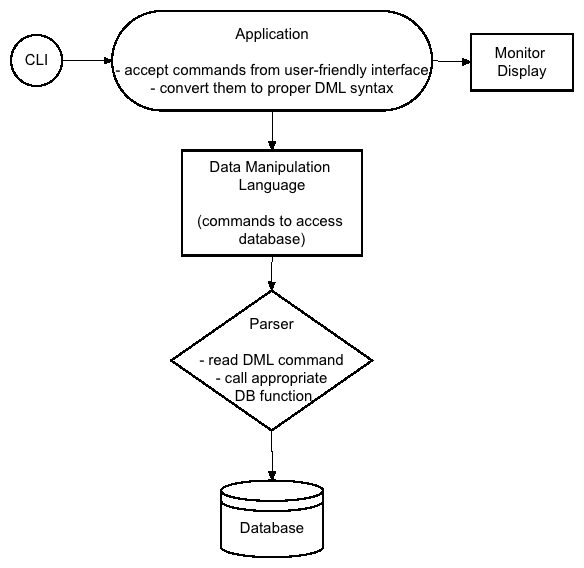 CLI
Application
- accept commands from user-friendly interface
- convert them to proper DML syntax
Monitor
Display
Data Manipulation
Language
(commands to access
database)
Parser
- read DML command
- call appropriate
DB function
Database